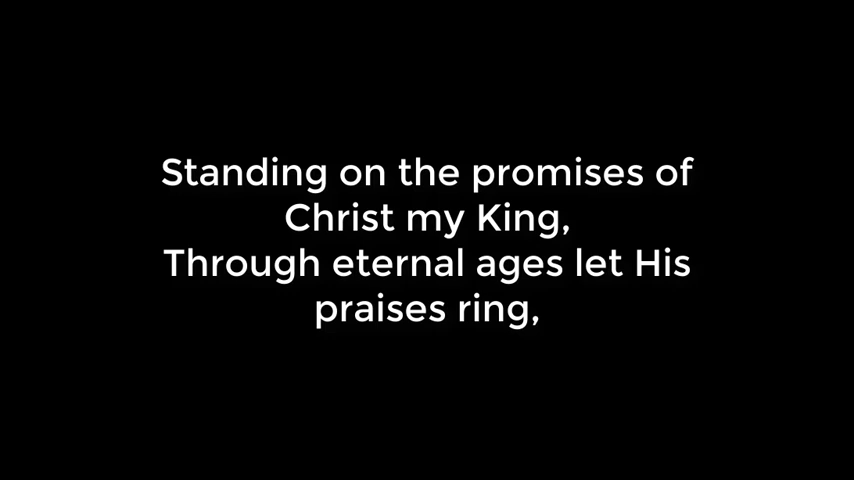 Standing on the promises of
Christ my King,
Through eternal ages let His
praises ring,